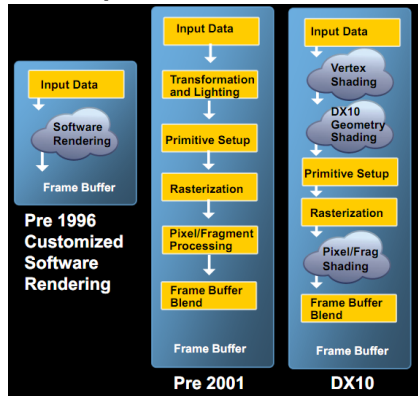 Input Data
Software
Rendering
Frame Buffer
Pre 1996
Customized
Software
Rendering
Input Data
Transformation
and Lighting
Primitive Setup
Rasterization
Pixel/Fragment
Processing
Frame Buffer
Blend
Frame Buffer
Pre 2001
Input Data
Vertex
Shading
DX10
Geometry
Shading
Primitive Setup
Rasterization
Pixel/Frag
Shading
Frame Buffer
Blend
Frame Buffer
DX10